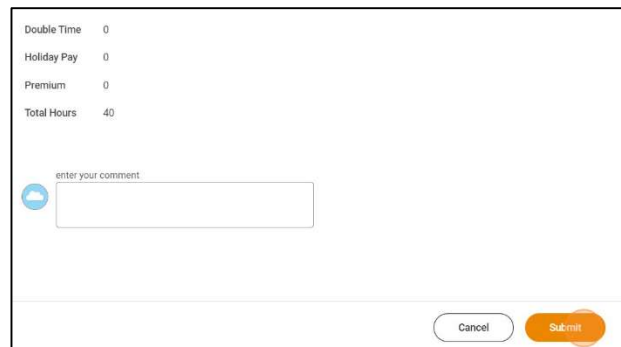 Double Time 0
Holiday Pay 0
Premium 0
Total Hours 40
enter your comment
Cancel Submit